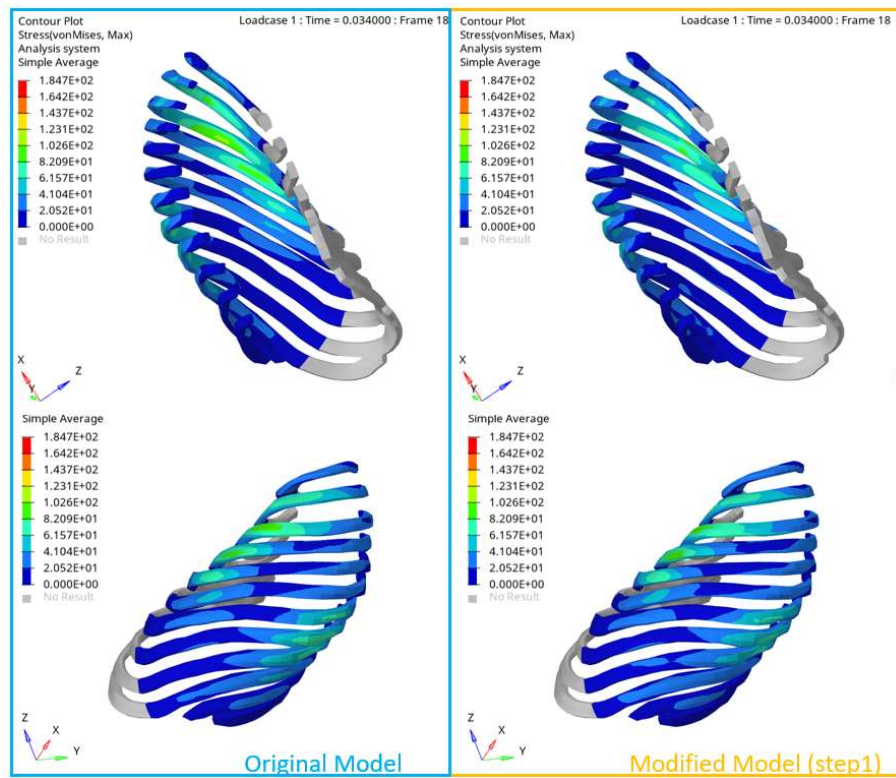 Contour Plot
Stress(vonMises, Max)
Analysis system
Simple Average
1.847E+02
1.642E+02
1.437E+02
1.231E+02
1.026E+02
8.209E+01
6.157E+01
4.104E+01
2.052E+01
0.000E+00
No Result
Loadcase 1 : Time = 0.034000 : Frame 18
X
Y
Z
Simple Average
1.847E+02
1.642E+02
1.437E+02
1.231E+02
1.026E+02
8.209E+01
6.157E+01
4.104E+01
2.052E+01
0.000E+00
No Result
Z
X
Y
Original Model
Contour Plot
Stress(vonMises, Max)
Analysis system
Simple Average
1.847E+02
1.642E+02
1.437E+02
1.231E+02
1.026E+02
8.209E+01
6.157E+01
4.104E+01
2.052E+01
0.000E+00
No Result
Loadcase 1 : Time = 0.034000 : Frame 18
X
Y
Z
Simple Average
1.847E+02
1.642E+02
1.437E+02
1.231E+02
1.026E+02
8.209E+01
6.157E+01
4.104E+01
2.052E+01
0.000E+00
No Result
Z
X
Y
Modified Model (step1)